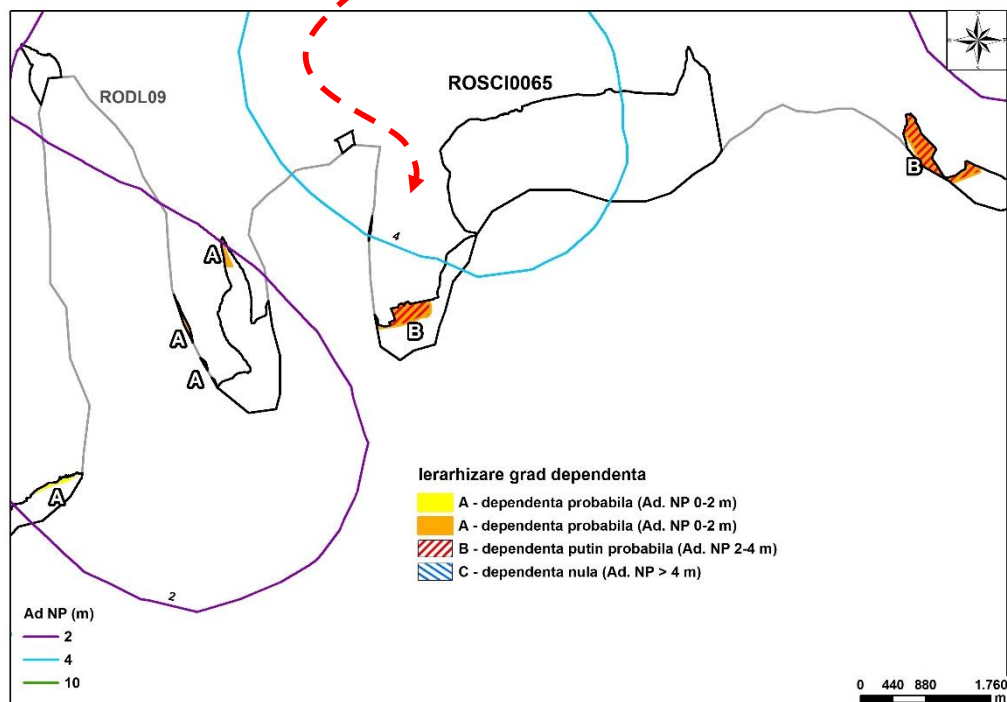 RODL09
ROSCI0065
B
4
A
A
B
A
A
Ierarhizare grad dependenta
A - dependenta probabila (Ad. NP 0-2 m)
A - dependenta probabila (Ad. NP 0-2 m)
B - dependenta putin probabila (Ad. NP 2-4 m)
C - dependenta nula (Ad. NP > 4 m)
2
Ad NP (m)
2
4
10
0 440 880 1.760
m